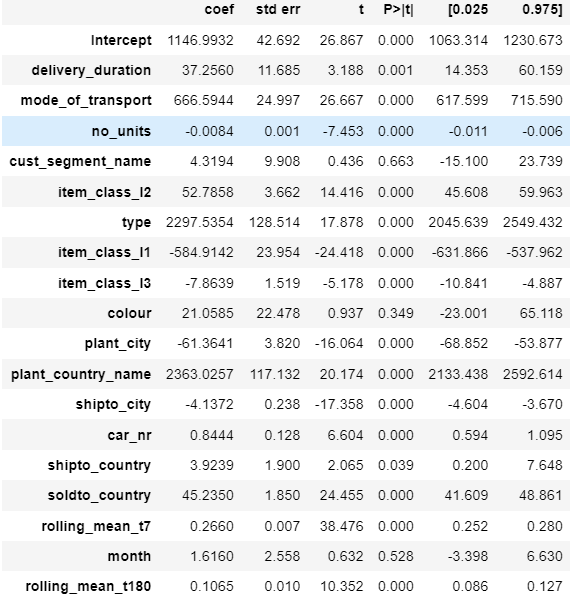 coef std err t P>|t| [0.025 0.975]
Intercept 1146.9932 42.692 26.867 0.000 1063.314 1230.673
delivery_duration 37.2560 11.685 3.188 0.001 14.353 60.159
mode_of_transport 666.5944 24.997 26.667 0.000 617.599 715.590
no_units -0.0084 0.001 -7.453 0.000 -0.011 -0.006
cust_segment_name 4.3194 9.908 0.436 0.663 -15.100 23.739
item_class_l2 52.7858 3.662 14.416 0.000 45.608 59.963
type 2297.5354 128.514 17.878 0.000 2045.639 2549.432
item_class_l1 -584.9142 23.954 -24.418 0.000 -631.866 -537.962
item_class_l3 -7.8639 1.519 -5.178 0.000 -10.841 -4.887
colour 21.0585 22.478 0.937 0.349 -23.001 65.118
plant_city -61.3641 3.820 -16.064 0.000 -68.852 -53.877
plant_country_name 2363.0257 117.132 20.174 0.000 2133.438 2592.614
shipto_city -4.1372 0.238 -17.358 0.000 -4.604 -3.670
car_nr 0.8444 0.128 6.604 0.000 0.594 1.095
shipto_country 3.9239 1.900 2.065 0.039 0.200 7.648
soldto_country 45.2350 1.850 24.455 0.000 41.609 48.861
rolling_mean_t7 0.2660 0.007 38.476 0.000 0.252 0.280
month 1.6160 2.558 0.632 0.528 -3.398 6.630
rolling_mean_t180 0.1065 0.010 10.352 0.000 0.086 0.127